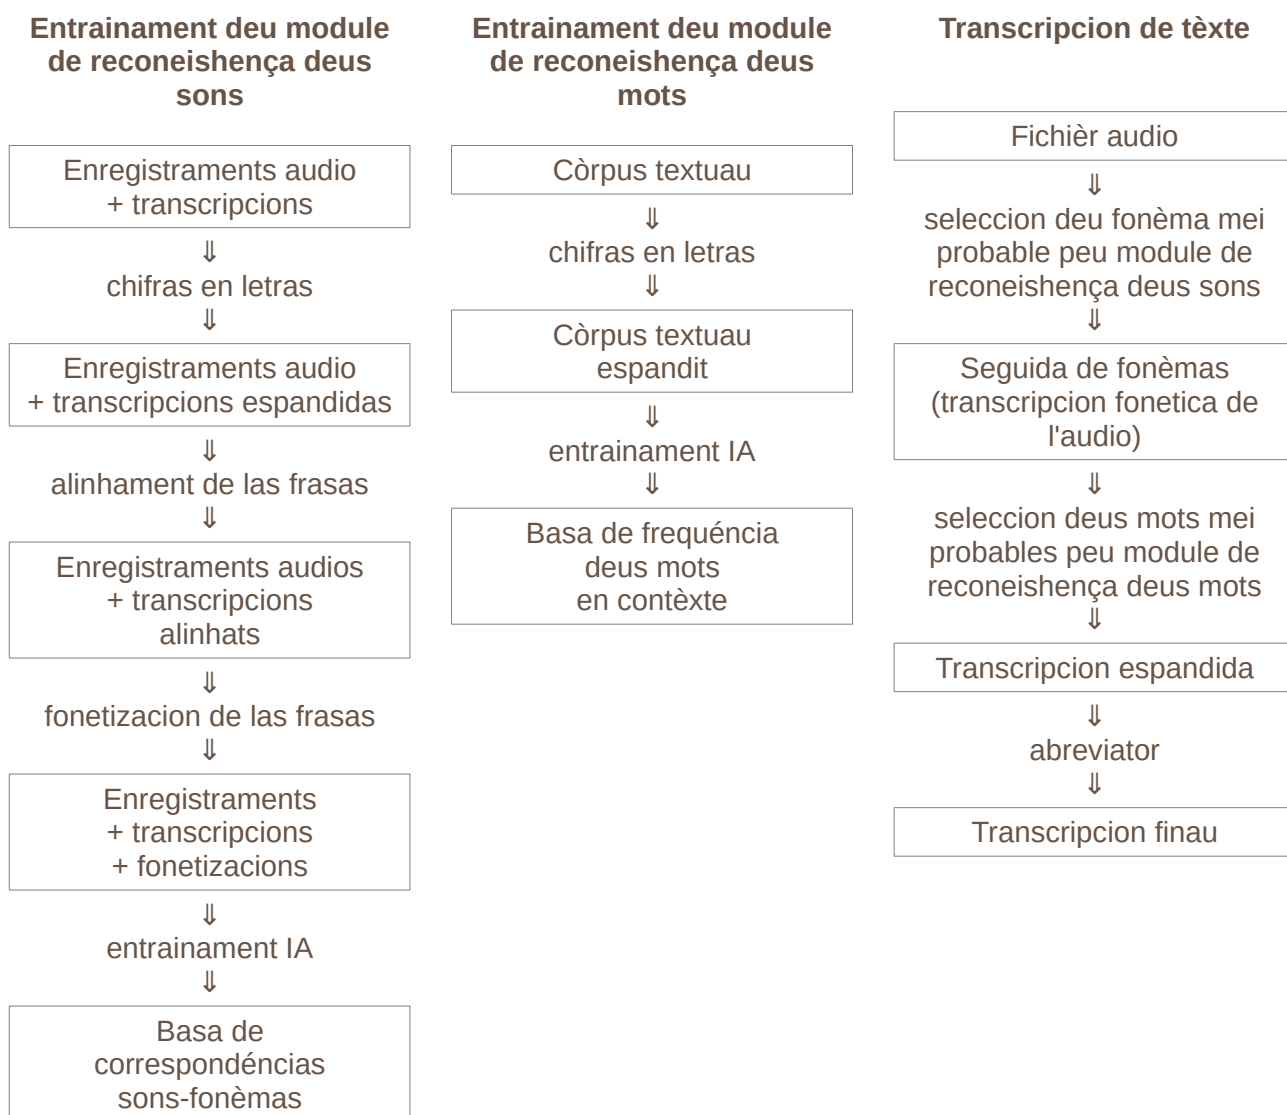 Entrainament deu module
de reconeishença deus
sons
Enregistraments audio
+ transcripcions
⇓
chifras en letras
⇓
Enregistraments audio
+ transcripcions espandidas
⇓
alinhament de las frasas
⇓
Enregistraments audios
+ transcripcions
alinhats
⇓
fonetizacion de las frasas
⇓
Enregistraments
+ transcripcions
+ fonetizacions
⇓
entrainament IA
⇓
Basa de
correspondéncias
sons-fonèmas
Entrainament deu module
de reconeishença deus
mots
Còrpus textuau
⇓
chifras en letras
⇓
Còrpus textuau
espandit
⇓
entrainament IA
⇓
Basa de frequéncia
deus mots
en contèxte
Transcripcion de tèxte
Fichièr audio
⇓
seleccion deu fonèma mei
probable peu module de
reconeishença deus sons
⇓
Seguida de fonèmas
(transcripcion fonetica de
l'audio)
⇓
seleccion deus mots mei
probables peu module de
reconeishença deus mots
⇓
Transcripcion espandida
⇓
abreviator
⇓
Transcripcion finau